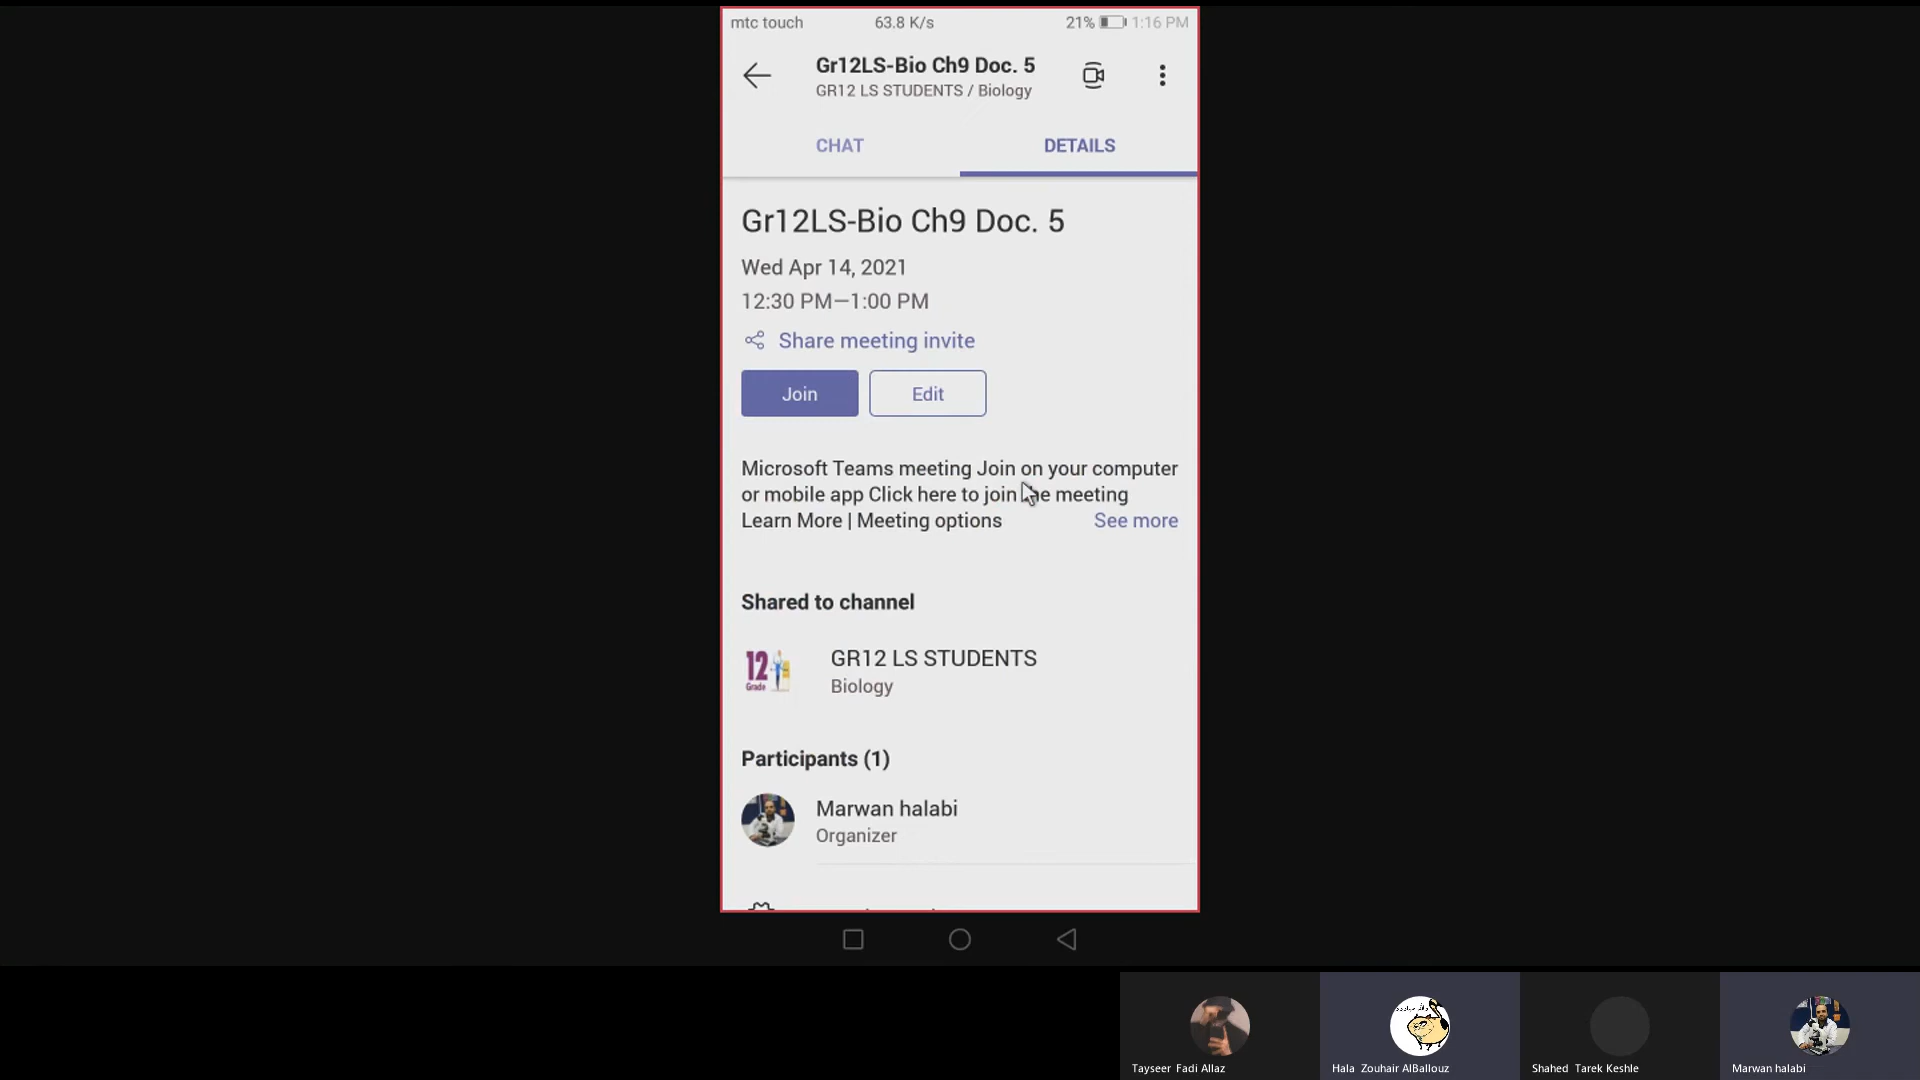 mtc touch 63.8 K/s 21% 1:16 PM
Gr12LS-Bio Ch9 Doc. 5
GR12 LS STUDENTS / Biology
CHAT DETAILS
Gr12LS-Bio Ch9 Doc. 5
Wed Apr 14, 2021
12:30 PM—1:00 PM
Share meeting invite
Join Edit
Microsoft Teams meeting Join on your computer
or mobile app Click here to join the meeting
Learn More | Meeting options See more
Shared to channel
12
Grade
GR12 LS STUDENTS
Biology
Participants (1)
Marwan halabi
Organizer
Tayseer Fadi Allaz Hala Zouhair AlBallouz Shahed Tarek Keshle Marwan halabi